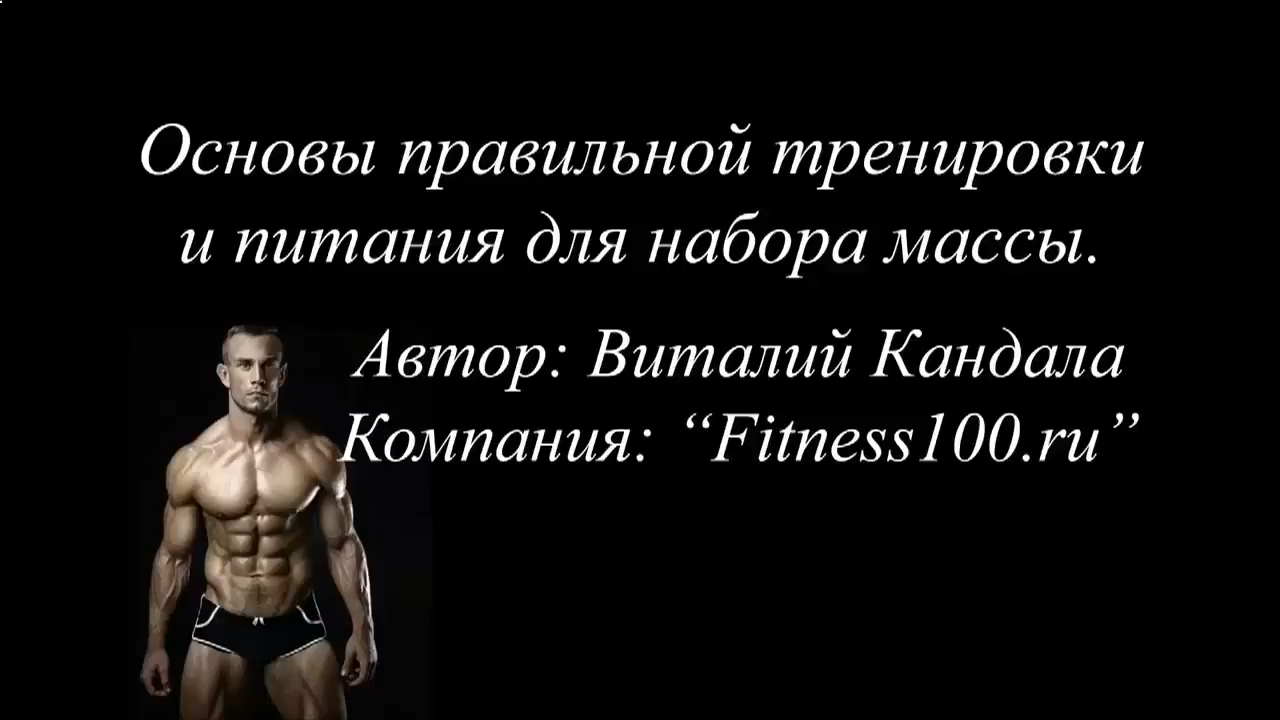 Основы правильной тренировки
и питания для набора массы.
Автор: Виталий Кандала
Компания: “Fitness100.ru”